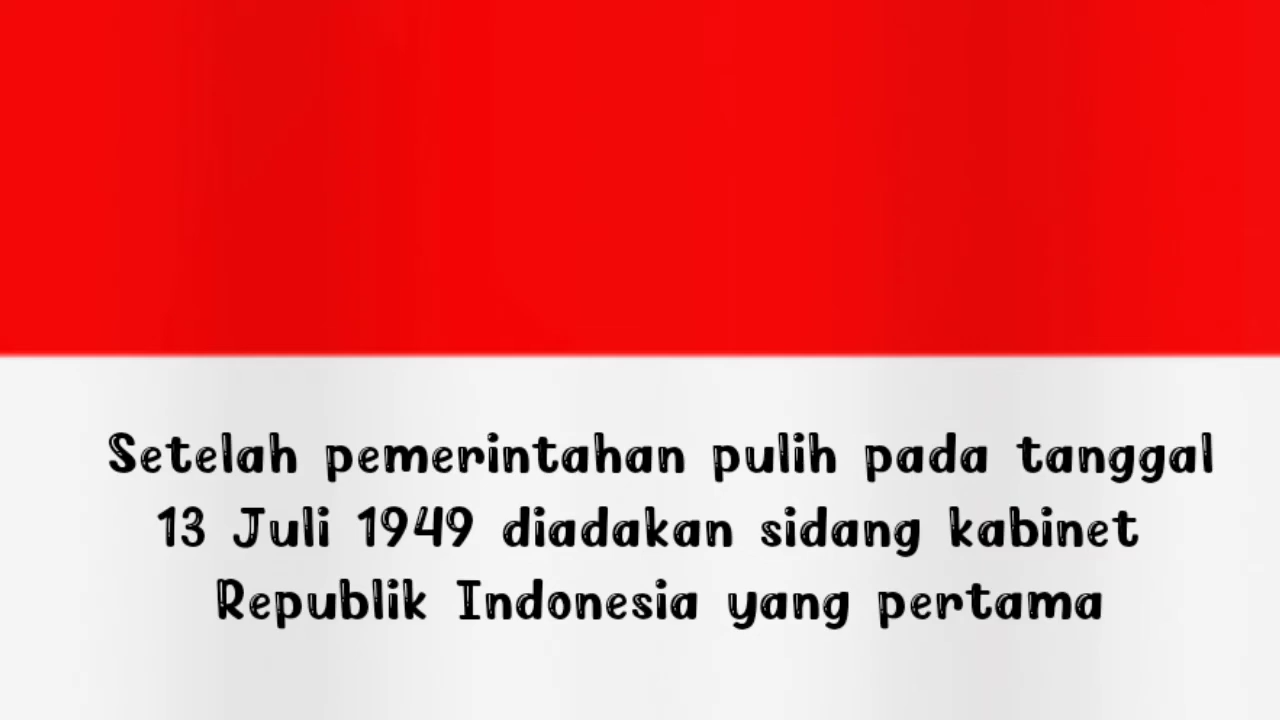 Setelah pemerintahan pulih pada tanggal
13 Juli 1949 diadakan sidang kabinet
Republik Indonesia yang pertama